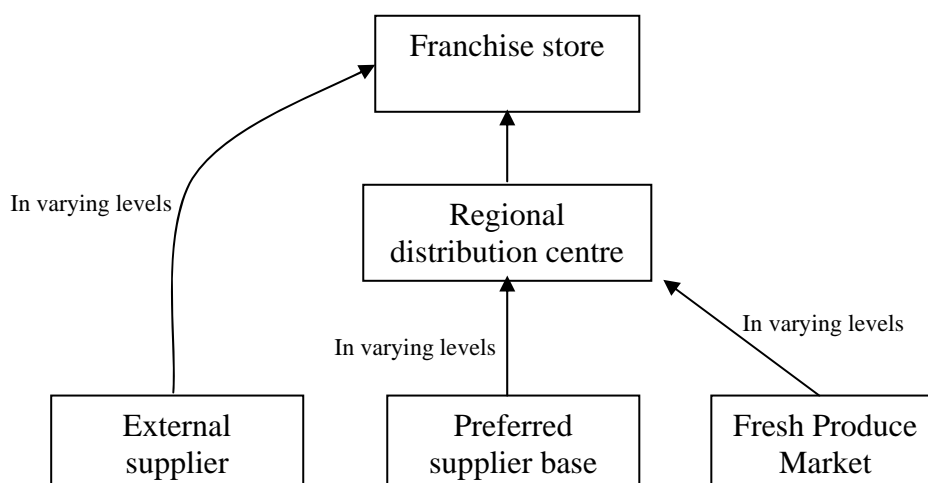 Franchise store
In varying levels
Regional
distribution centre
In varying levels
In varying levels
External
supplier
Preferred
supplier base
Fresh Produce
Market